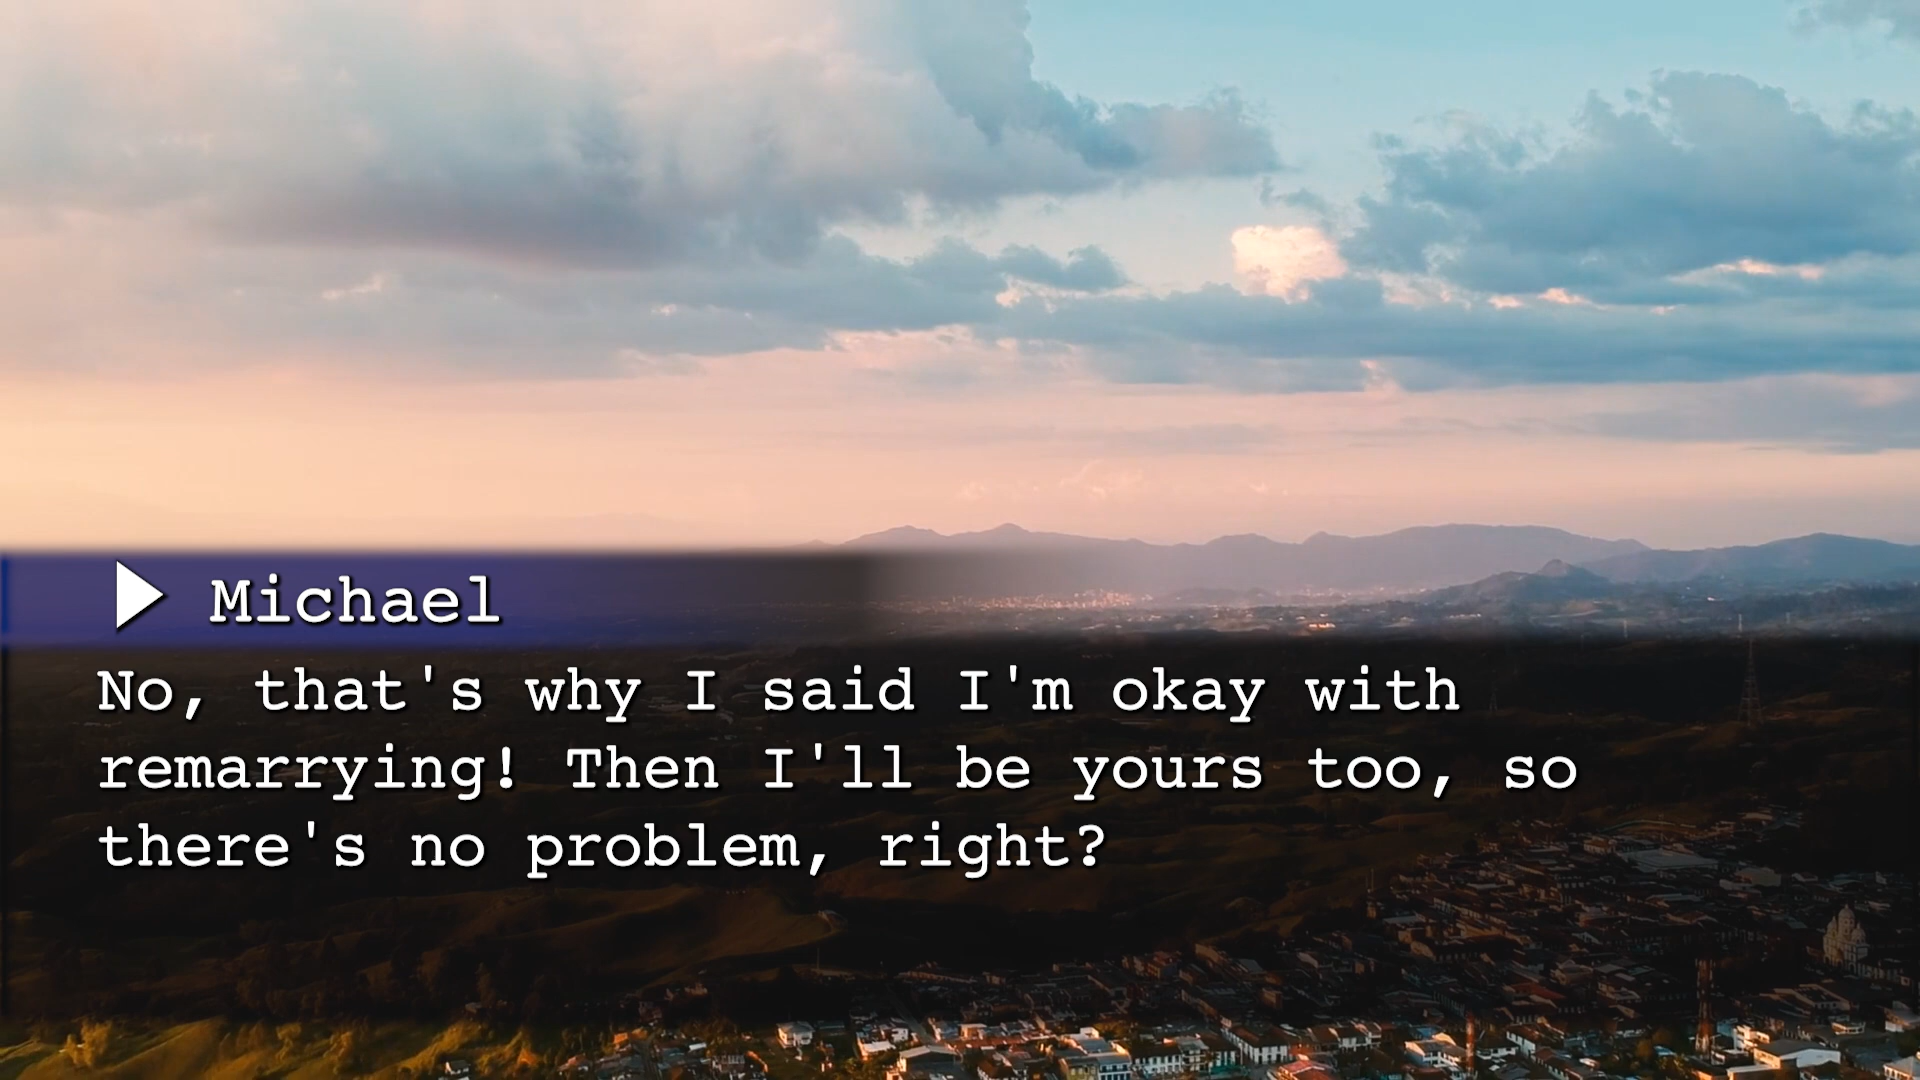 Michael
No, that's why I said I'm okay with
remarrying! Then I'll be yours too, so
there's no problem, right?